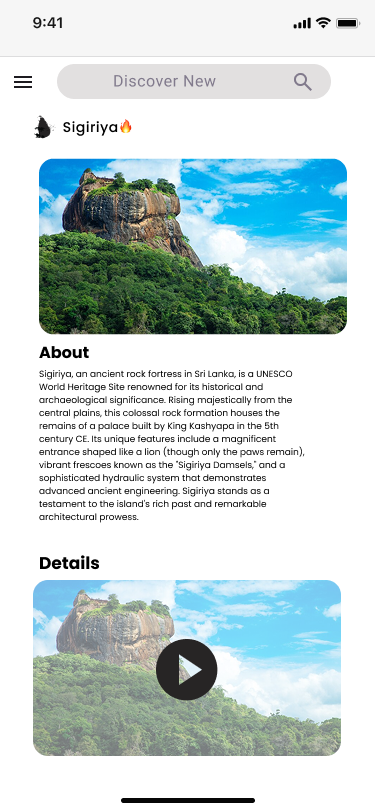 9:41
Discover New
Sigiriya🔥
About
Sigiriya, an ancient rock fortress in Sri Lanka, is a UNESCO
World Heritage Site renowned for its historical and
archaeological significance. Rising majestically from the
central plains, this colossal rock formation houses the
remains of a palace built by King Kashyapa in the 5th
century CE. Its unique features include a magnificent
entrance shaped like a lion (though only the paws remain),
vibrant frescoes known as the "Sigiriya Damsels," and a
sophisticated hydraulic system that demonstrates
advanced ancient engineering. Sigiriya stands as a
testament to the island's rich past and remarkable
architectural prowess.
Details